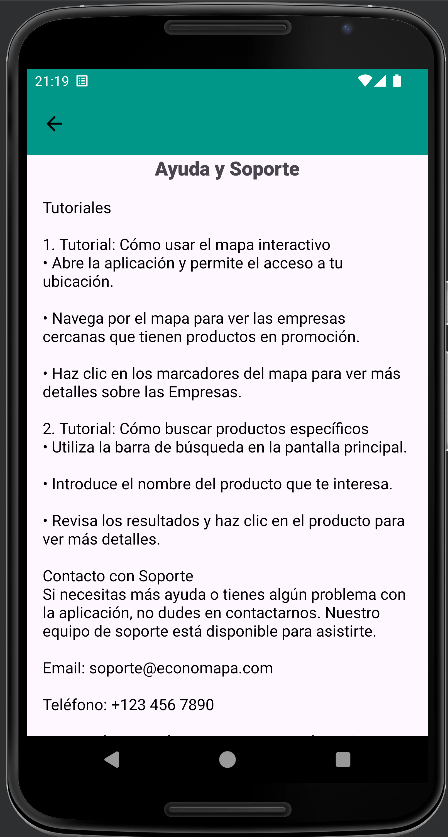 21:19
Ayuda y Soporte
Tutoriales
1. Tutorial: Cómo usar el mapa interactivo
• Abre la aplicación y permite el acceso a tu
ubicación.
• Navega por el mapa para ver las empresas
cercanas que tienen productos en promoción.
• Haz clic en los marcadores del mapa para ver más
detalles sobre las Empresas.
2. Tutorial: Cómo buscar productos específicos
• Utiliza la barra de búsqueda en la pantalla principal.
• Introduce el nombre del producto que te interesa.
• Revisa los resultados y haz clic en el producto para
ver más detalles.
Contacto con Soporte
Si necesitas más ayuda o tienes algún problema con
la aplicación, no dudes en contactarnos. Nuestro
equipo de soporte está disponible para asistirte.
Email: soporte@economapa.com
Teléfono: +123 456 7890